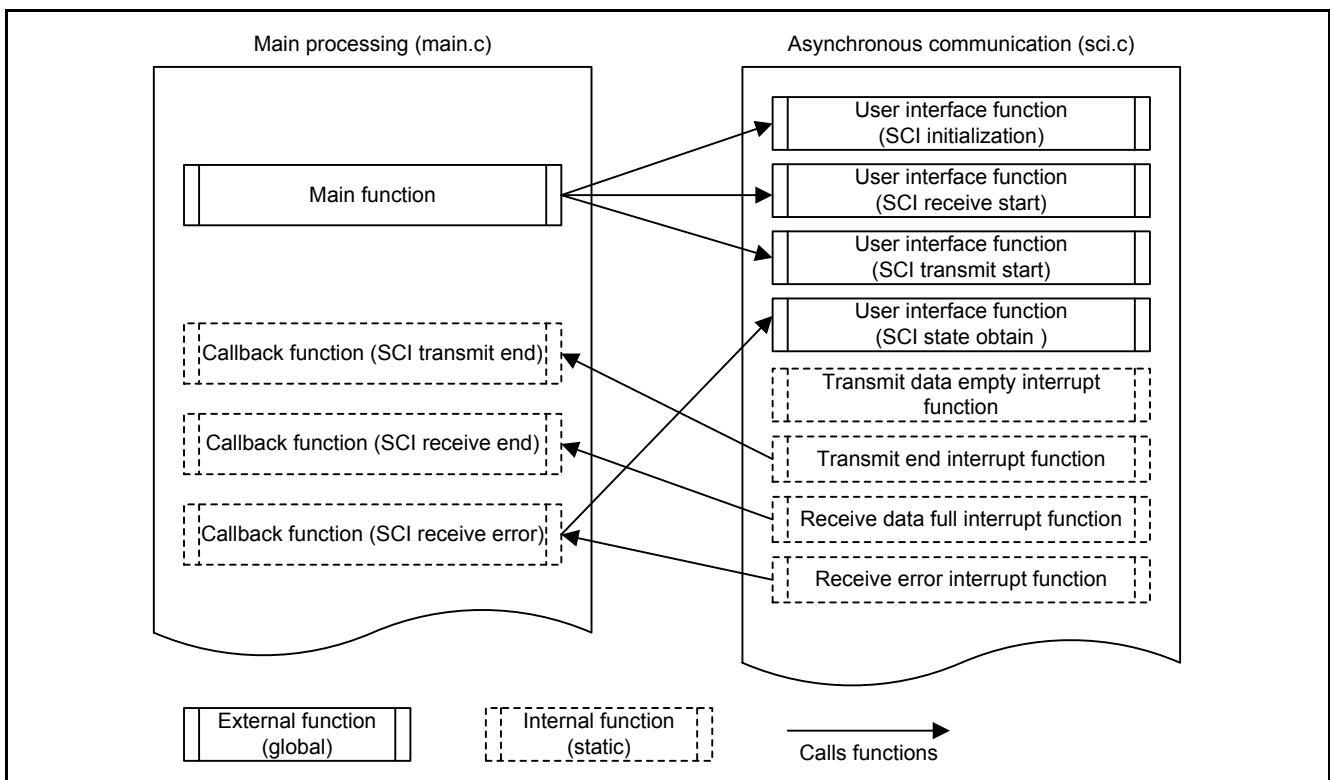 Main processing (main.c)
Asynchronous communication (sci.c)
Main function
Callback function (SCI transmit end)
Callback function (SCI receive end)
Callback function (SCI receive error)
User interface function
(SCI initialization)
User interface function
(SCI receive start)
User interface function
(SCI transmit start)
User interface function
(SCI state obtain )
Transmit data empty interrupt
function
Transmit end interrupt function
Receive data full interrupt function
Receive error interrupt function
External function
(global)
Internal function
(static)
Calls functions